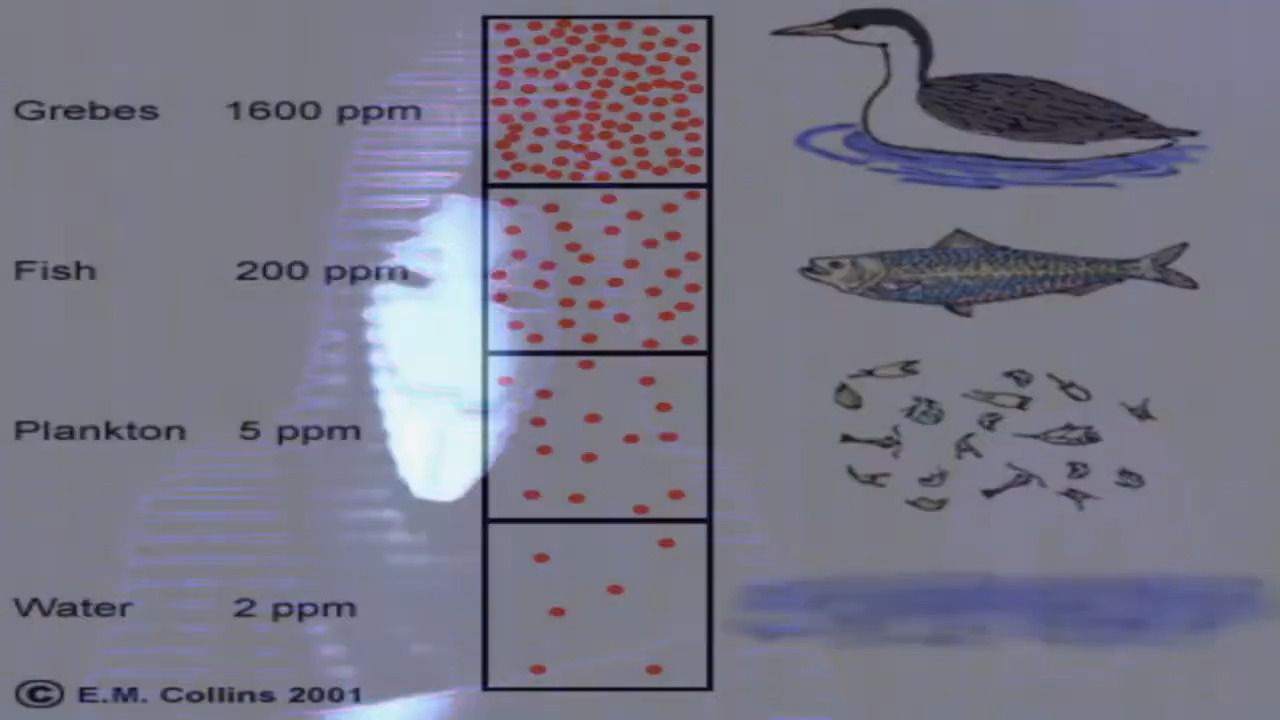 Grebes 1600 ppm
Fish 200 ppm
Plankton 5 ppm
Water 2 ppm
© E.M. Collins 2001